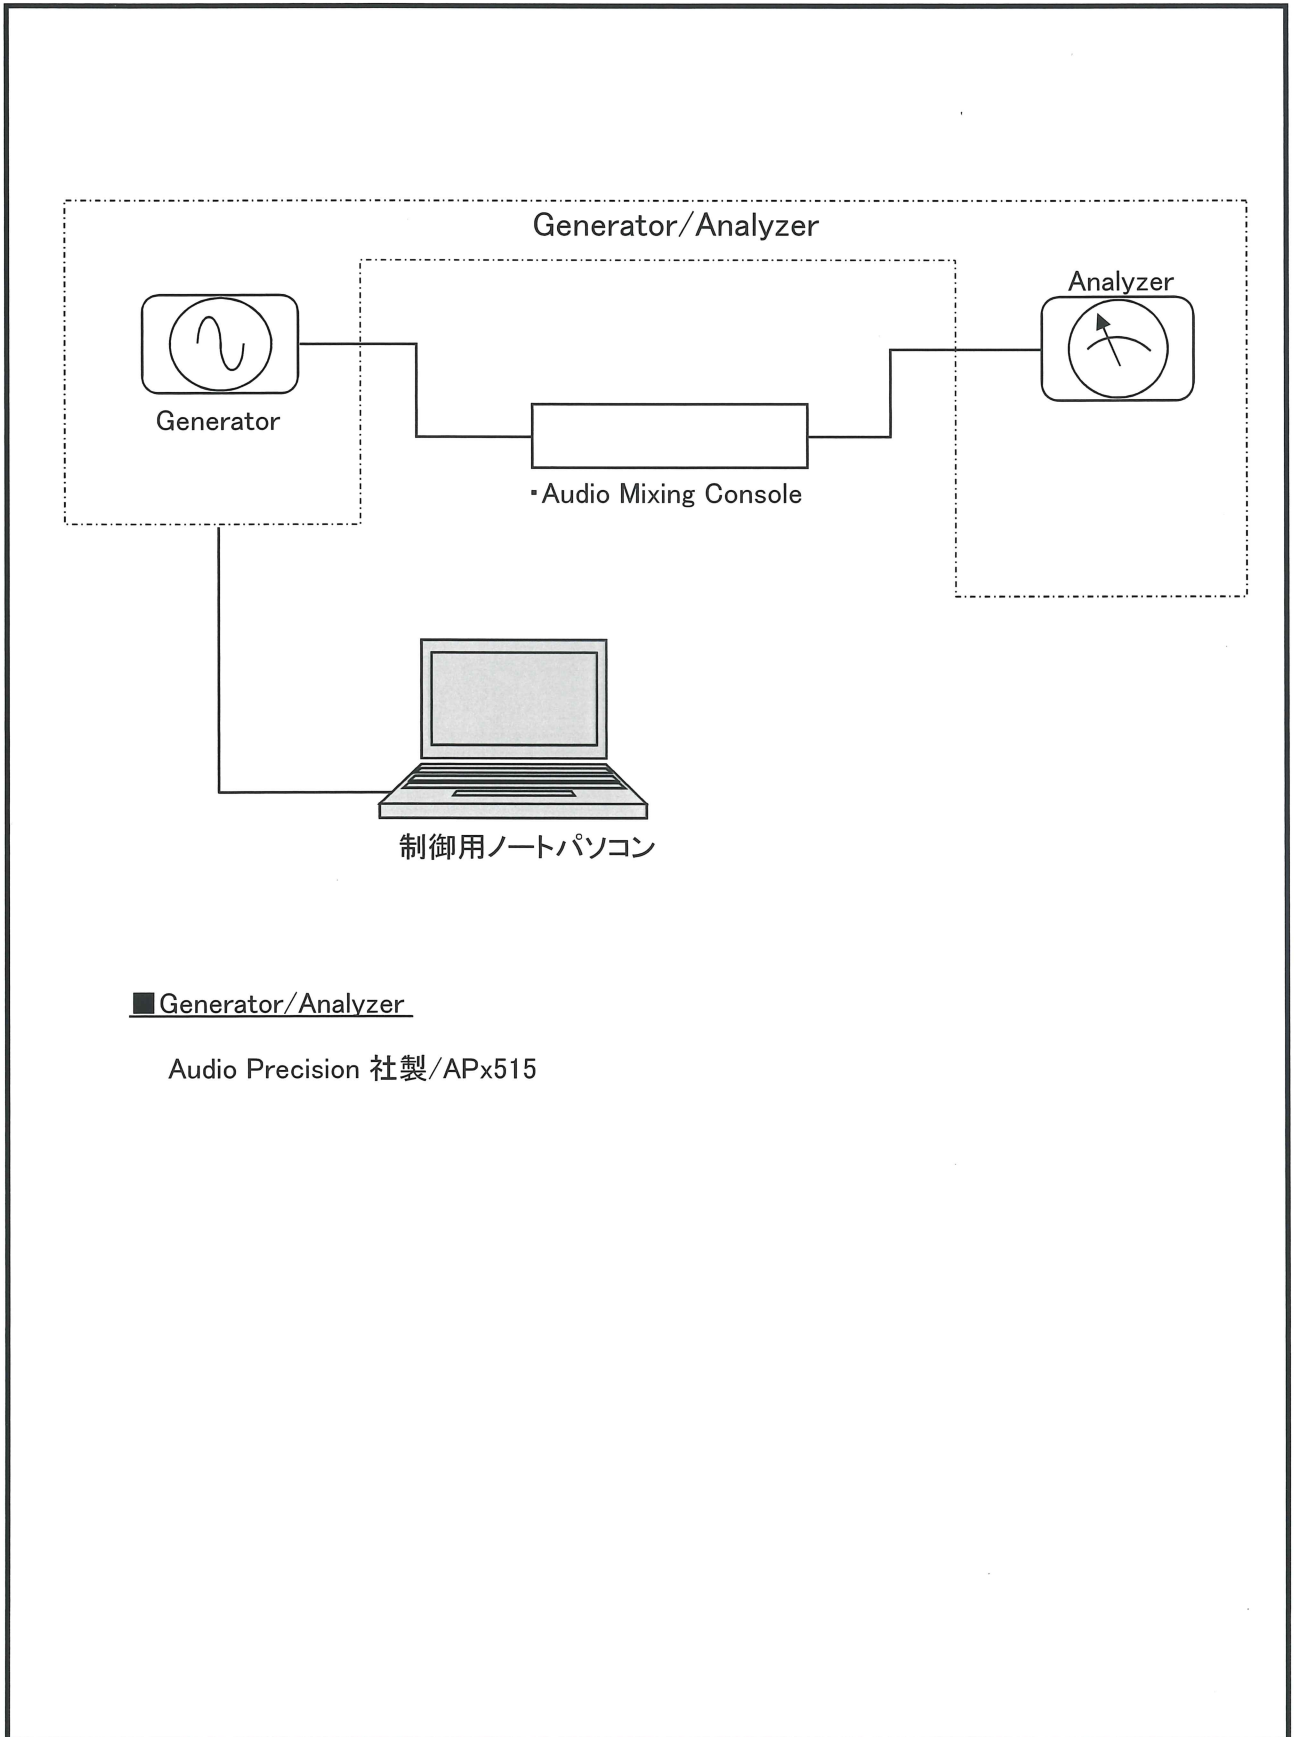 Generator/Analyzer
Analyzer
Generator
▪Audio Mixing Console
制御用ノートパソコン
■Generator/Analyzer
Audio Precision 社製/APx515